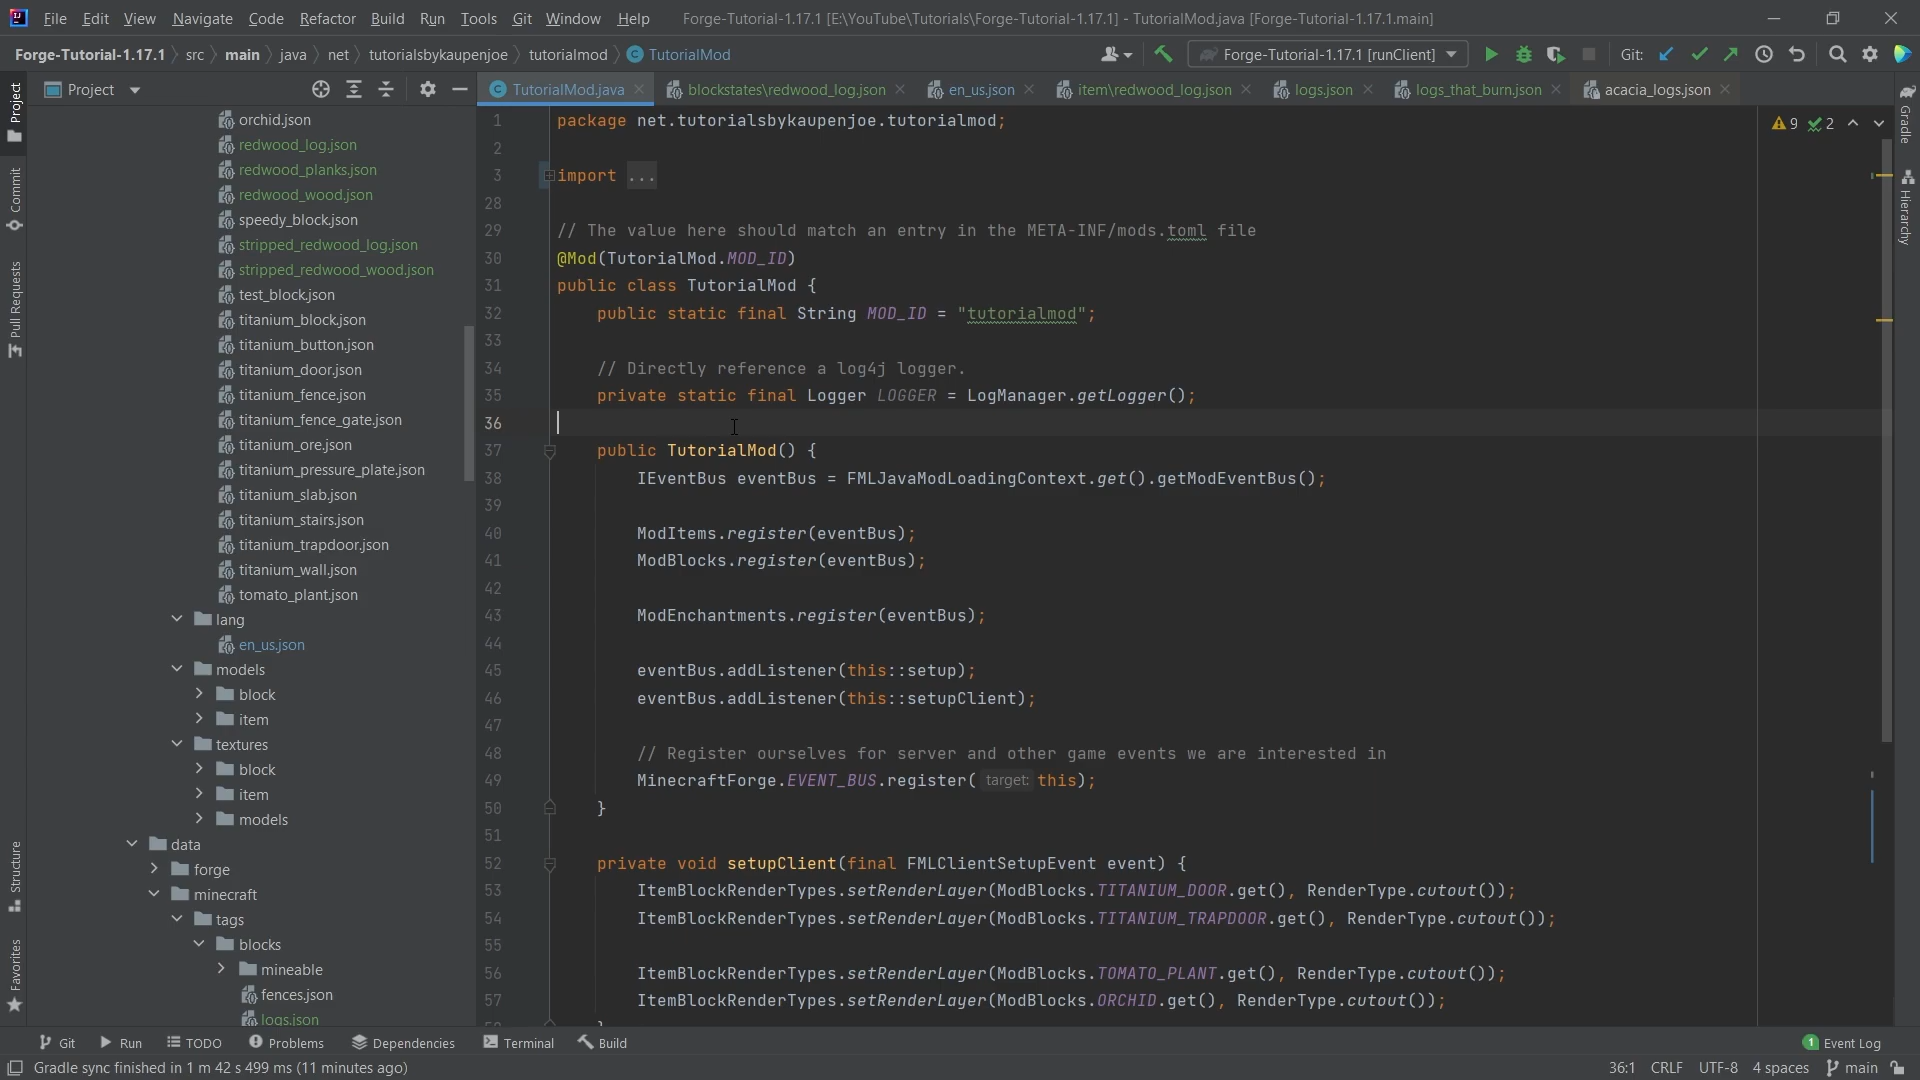 File Edit View Navigate Code Refactor Build Run Tools Git Window Help Forge-Tutorial-1.17.1 [E:\YouTube\Tutorials\Forge-Tutorial-1.17.1] - TutorialMod.java [Forge-Tutorial-1.17.1.main]
Forge-Tutorial-1.17.1 src main java net tutorialsbykaupenjoe tutorialmod TutorialMod Forge-Tutorial-1.17.1 [runClient] Git:
Project
TutorialMod.java blockstates\redwood_log.json en_us.json item\redwood_log.json logs.json logs_that_burn.json acacia_logs.json
Project
Commit
Pull Requests
Structure
Favorites
orchid.json
redwood_log.json
redwood_planks.json
redwood_wood.json
speedy_block.json
stripped_redwood_log.json
stripped_redwood_wood.json
test_block.json
titanium_block.json
titanium_button.json
titanium_door.json
titanium_fence.json
titanium_fence_gate.json
titanium_ore.json
titanium_pressure_plate.json
titanium_slab.json
titanium_stairs.json
titanium_trapdoor.json
titanium_wall.json
tomato_plant.json
lang
en_us.json
models
block
item
textures
block
item
models
data
forge
minecraft
tags
blocks
mineable
fences.json
logs.json
1 package net.tutorialsbykaupenjoe.tutorialmod;
2
3 import ...
28
29 // The value here should match an entry in the META-INF/mods.toml file
30 @Mod(TutorialMod.MOD_ID)
31 public class TutorialMod {
32 public static final String MOD_ID = "tutorialmod";
33
34 // Directly reference a log4j logger.
35 private static final Logger LOGGER = LogManager.getLogger();
36
37 public TutorialMod() {
38 IEventBus eventBus = FMLJavaModLoadingContext.get().getModEventBus();
39
40 ModItems.register(eventBus);
41 ModBlocks.register(eventBus);
42
43 ModEnchantments.register(eventBus);
44
45 eventBus.addListener(this::setup);
46 eventBus.addListener(this::setupClient);
47
48 // Register ourselves for server and other game events we are interested in
49 MinecraftForge.EVENT_BUS.register( target: this);
50 }
51
52 private void setupClient(final FMLClientSetupEvent event) {
53 ItemBlockRenderTypes.setRenderLayer(ModBlocks.TITANIUM_DOOR.get(), RenderType.cutout());
54 ItemBlockRenderTypes.setRenderLayer(ModBlocks.TITANIUM_TRAPDOOR.get(), RenderType.cutout());
55
56 ItemBlockRenderTypes.setRenderLayer(ModBlocks.TOMATO_PLANT.get(), RenderType.cutout());
57 ItemBlockRenderTypes.setRenderLayer(ModBlocks.ORCHID.get(), RenderType.cutout());
9 2
Gradle
Hierarchy
Git Run TODO Problems Dependencies Terminal Build 1 Event Log
Gradle sync finished in 1 m 42 s 499 ms (11 minutes ago) 36:1 CRLF UTF-8 4 spaces main